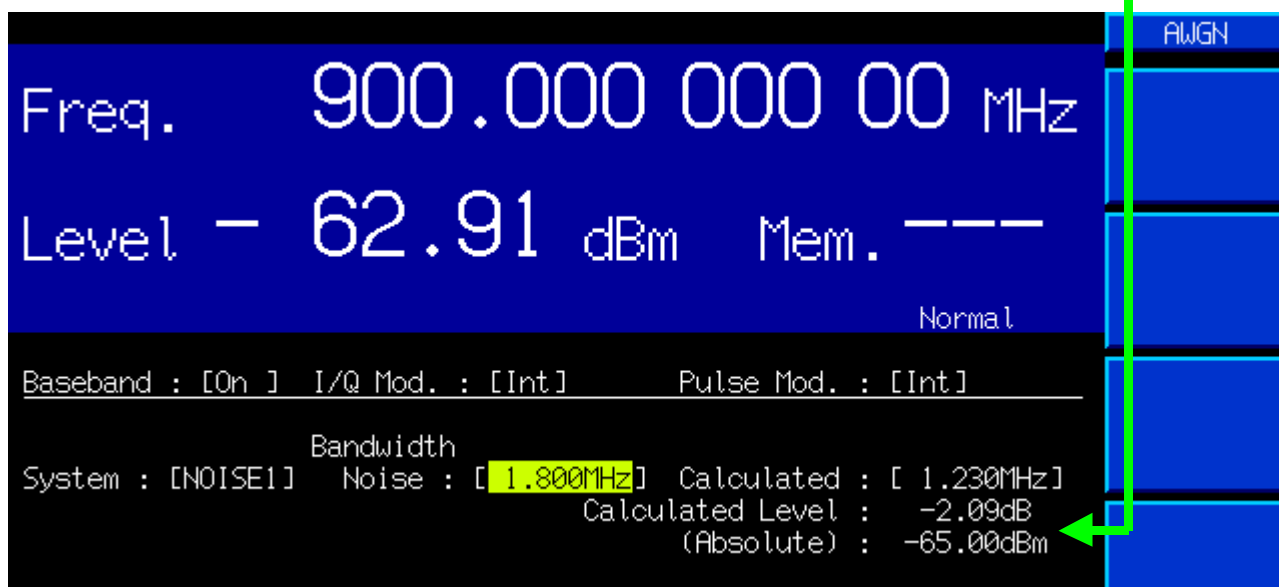 AWGN
Freq. 900.000 000 00 MHz
Level - 62.91 dBm Mem. ---
Normal
Baseband : [On ] I/Q Mod. : [Int] Pulse Mod. : [Int]
Bandwidth
System : [NOISE1] Noise : [ 1.800MHz] Calculated : [ 1.230MHz]
Calculated Level : -2.09dB
(Absolute) : -65.00dBm